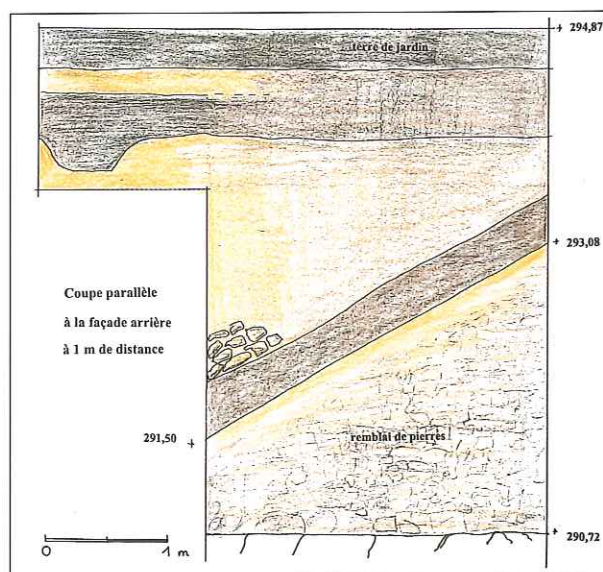 294,87
terre de jardin
293,08
Coupe parallèle
à la façade arrière
à 1 m de distance
291,50
remblai de pierres
290,72
0 1
m